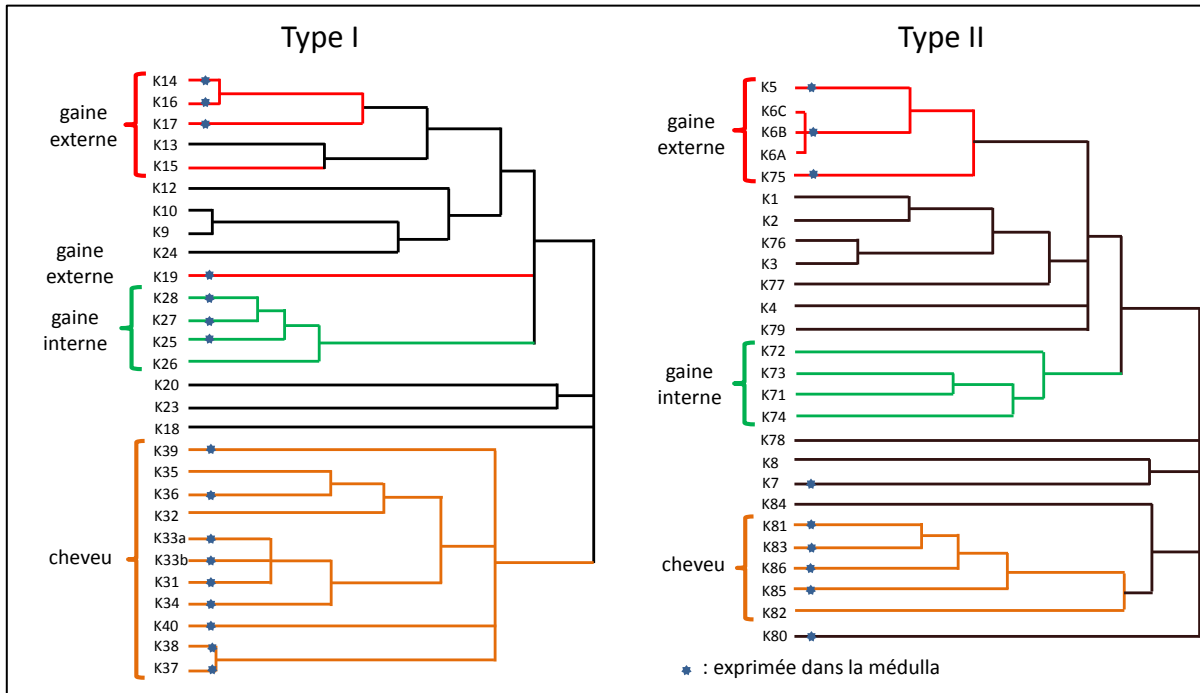 Type I
gaine
externe
K14
K16
K17
K13
K15
K12
K10
K9
K24
gaine
externe
K19
gaine
interne
K28
K27
K25
K26
K20
K23
K18
cheveu
K39
K35
K36
K32
K33a
K33b
K31
K34
K40
K38
K37
Type II
gaine
externe
K5
K6C
K6B
K6A
K75
K1
K2
K76
K3
K77
K4
K79
gaine
interne
K72
K73
K71
K74
K78
K8
K7
K84
cheveu
K81
K83
K86
K85
K82
K80
: exprimée dans la médulla